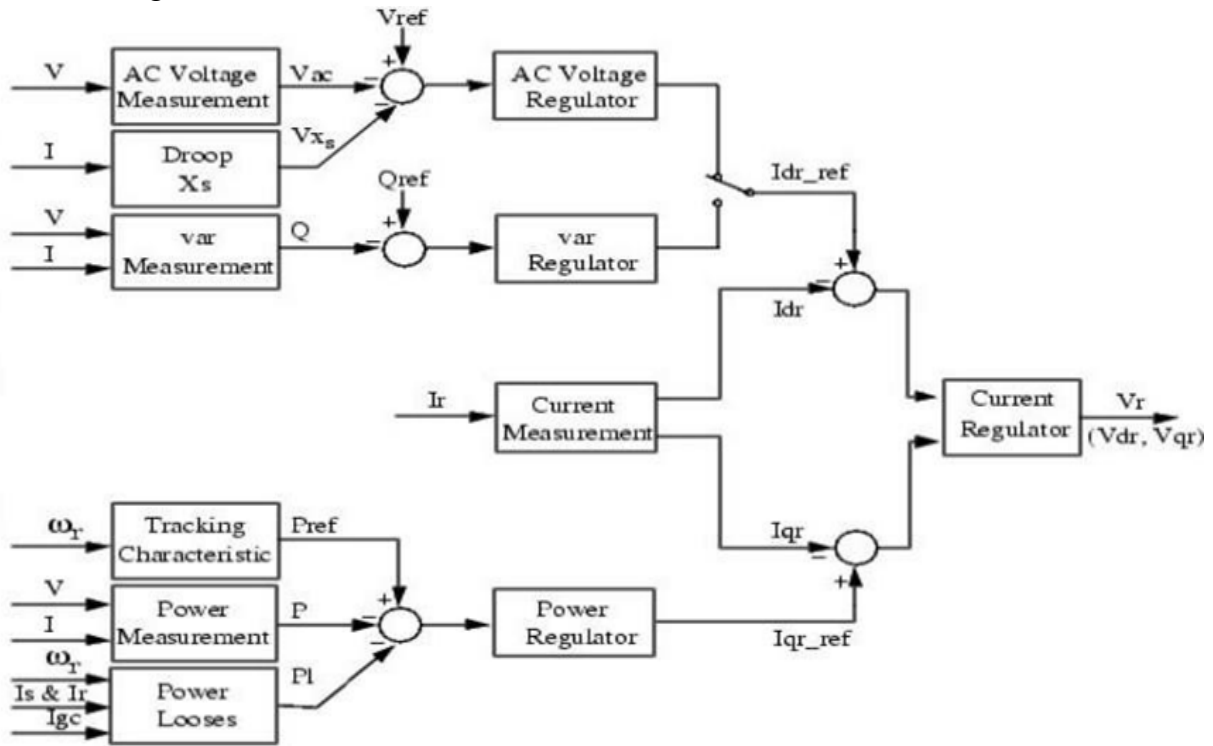 Vref
V
AC Voltage
Measurement
Vac
+
−
−
AC Voltage
Regulator
I
Droop
Xs
Vxs
Idr_ref
Qref
V
I
var
Measurement
Q
+
−
var
Regulator
+
−
Idr
Ir
Current
Measurement
Current
Regulator
Vr
(Vdr, Vqr)
ωr
Tracking
Characteristic
Pref
Iqr
−
+
V
I
Power
Measurement
P
+
−
−
Power
Regulator
Iqr_ref
ωr
Is & Ir
Igc
Power
Looses
Pl